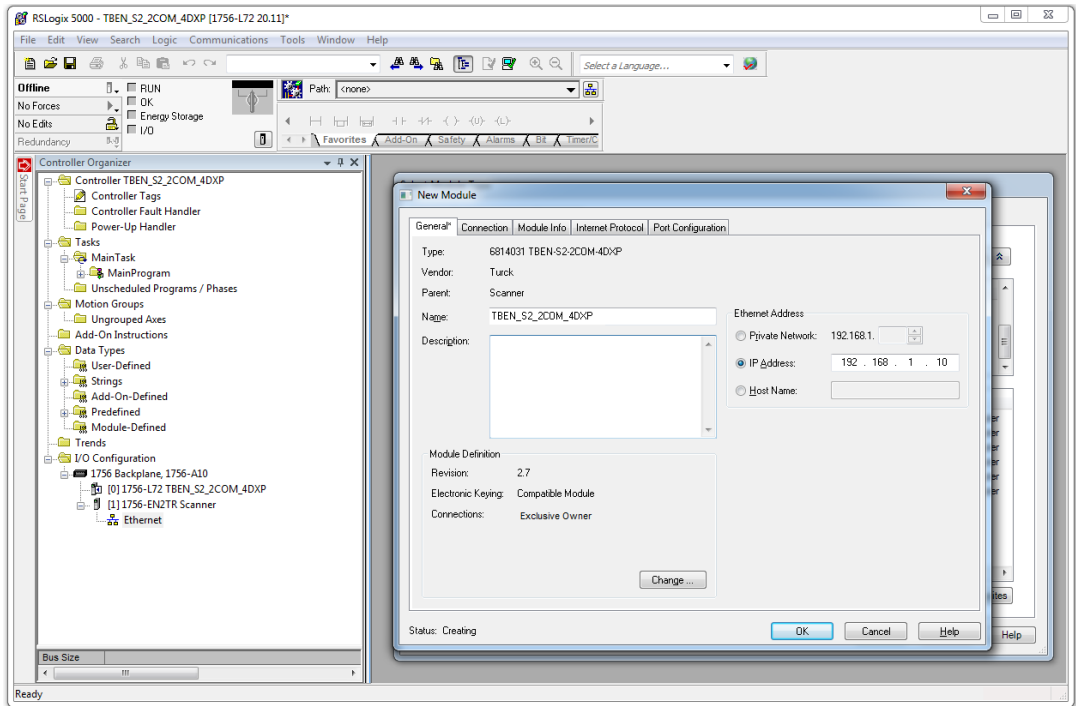 RSLogix 5000 - TBEN_S2_2COM_4DXP [1756-L72 20.11]*
File Edit View Search Logic Communications Tools Window Help
Select a Language...
Offline RUN Path: <none>
No Forces OK
No Edits Energy Storage
Redundancy I/O
Favorites Add-On Safety Alarms Bit Timer/C
Start Page
Controller Organizer
Controller TBEN_S2_2COM_4DXP
Controller Tags
Controller Fault Handler
Power-Up Handler
Tasks
MainTask
MainProgram
Unscheduled Programs / Phases
Motion Groups
Ungrouped Axes
Add-On Instructions
Data Types
User-Defined
Strings
Add-On-Defined
Predefined
Module-Defined
Trends
I/O Configuration
1756 Backplane, 1756-A10
[0] 1756-L72 TBEN_S2_2COM_4DXP
[1] 1756-EN2TR Scanner
Ethernet
Bus Size
New Module
General* Connection Module Info Internet Protocol Port Configuration
Type: 6814031 TBEN-S2-2COM-4DXP
Vendor: Turck
Parent: Scanner
Name: TBEN_S2_2COM_4DXP
Description:
Ethernet Address
Private Network: 192.168.1.
IP Address: 192 . 168 . 1 . 10
Host Name:
Module Definition
Revision: 2.7
Electronic Keying: Compatible Module
Connections: Exclusive Owner
Change ...
Status: Creating
OK Cancel Help
Help
Ready